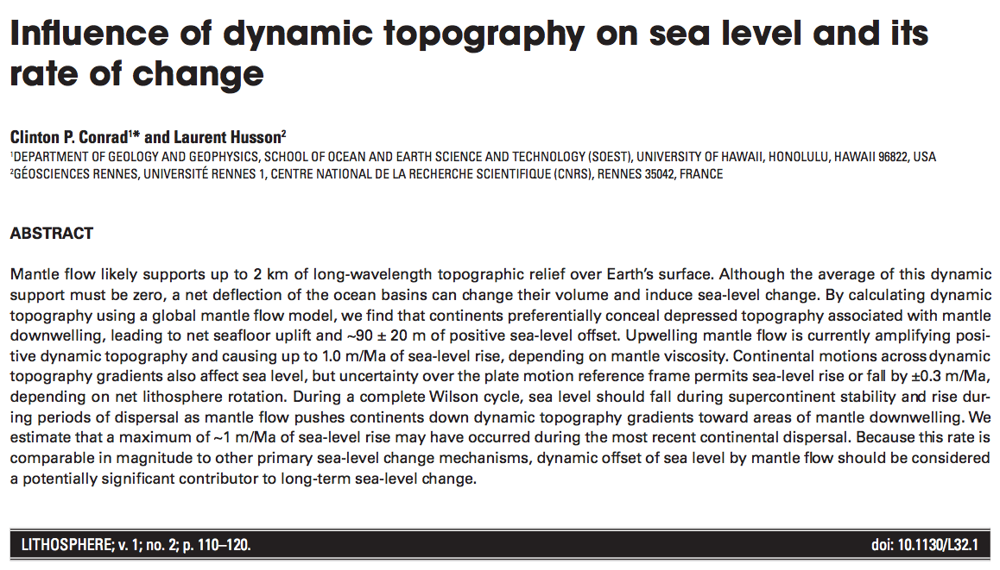 Influence of dynamic topography on sea level and its
rate of change
Clinton P. Conrad¹* and Laurent Husson²
¹DEPARTMENT OF GEOLOGY AND GEOPHYSICS, SCHOOL OF OCEAN AND EARTH SCIENCE AND TECHNOLOGY (SOEST), UNIVERSITY OF HAWAII, HONOLULU, HAWAII 96822, USA
²GÉOSCIENCES RENNES, UNIVERSITÉ RENNES 1, CENTRE NATIONAL DE LA RECHERCHE SCIENTIFIQUE (CNRS), RENNES 35042, FRANCE
ABSTRACT
Mantle flow likely supports up to 2 km of long-wavelength topographic relief over Earth's surface. Although the average of this dynamic
support must be zero, a net deflection of the ocean basins can change their volume and induce sea-level change. By calculating dynamic
topography using a global mantle flow model, we find that continents preferentially conceal depressed topography associated with mantle
downwelling, leading to net seafloor uplift and ~90 ± 20 m of positive sea-level offset. Upwelling mantle flow is currently amplifying posi-
tive dynamic topography and causing up to 1.0 m/Ma of sea-level rise, depending on mantle viscosity. Continental motions across dynamic
topography gradients also affect sea level, but uncertainty over the plate motion reference frame permits sea-level rise or fall by ±0.3 m/Ma,
depending on net lithosphere rotation. During a complete Wilson cycle, sea level should fall during supercontinent stability and rise dur-
ing periods of dispersal as mantle flow pushes continents down dynamic topography gradients toward areas of mantle downwelling. We
estimate that a maximum of ~1 m/Ma of sea-level rise may have occurred during the most recent continental dispersal. Because this rate is
comparable in magnitude to other primary sea-level change mechanisms, dynamic offset of sea level by mantle flow should be considered
a potentially significant contributor to long-term sea-level change.
LITHOSPHERE; v. 1; no. 2; p. 110–120. doi: 10.1130/L32.1